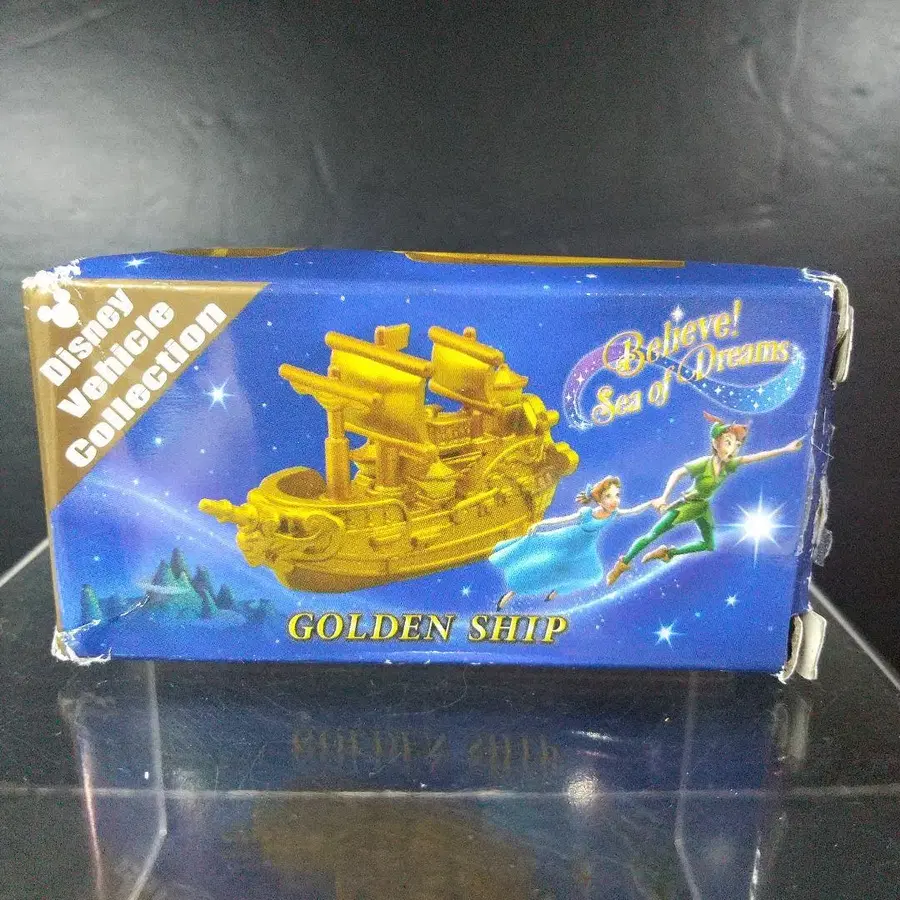 Disney
Vehicle
Collection
Believe!
Sea of Dreams
GOLDEN SHIP